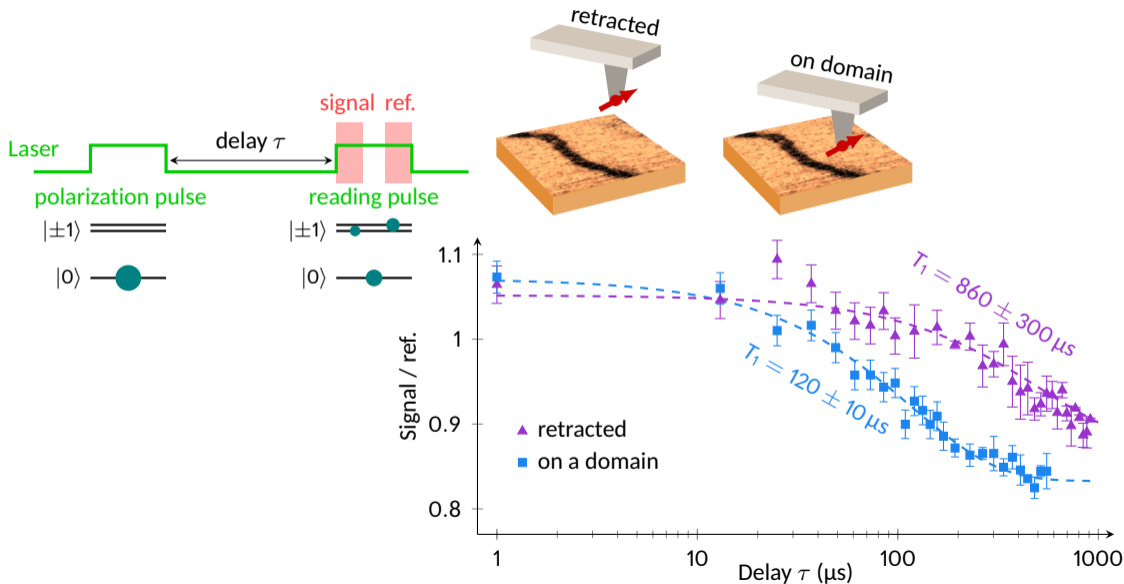 retracted
on domain
signal ref.
Laser
delay τ
polarization pulse
reading pulse
|±1⟩
|±1⟩
|0⟩
|0⟩
Signal / ref.
1.1
1
0.9
0.8
T₁ = 860 ± 300 μs
T₁ = 120 ± 10 μs
retracted
on a domain
1
10
100
1000
Delay τ (μs)